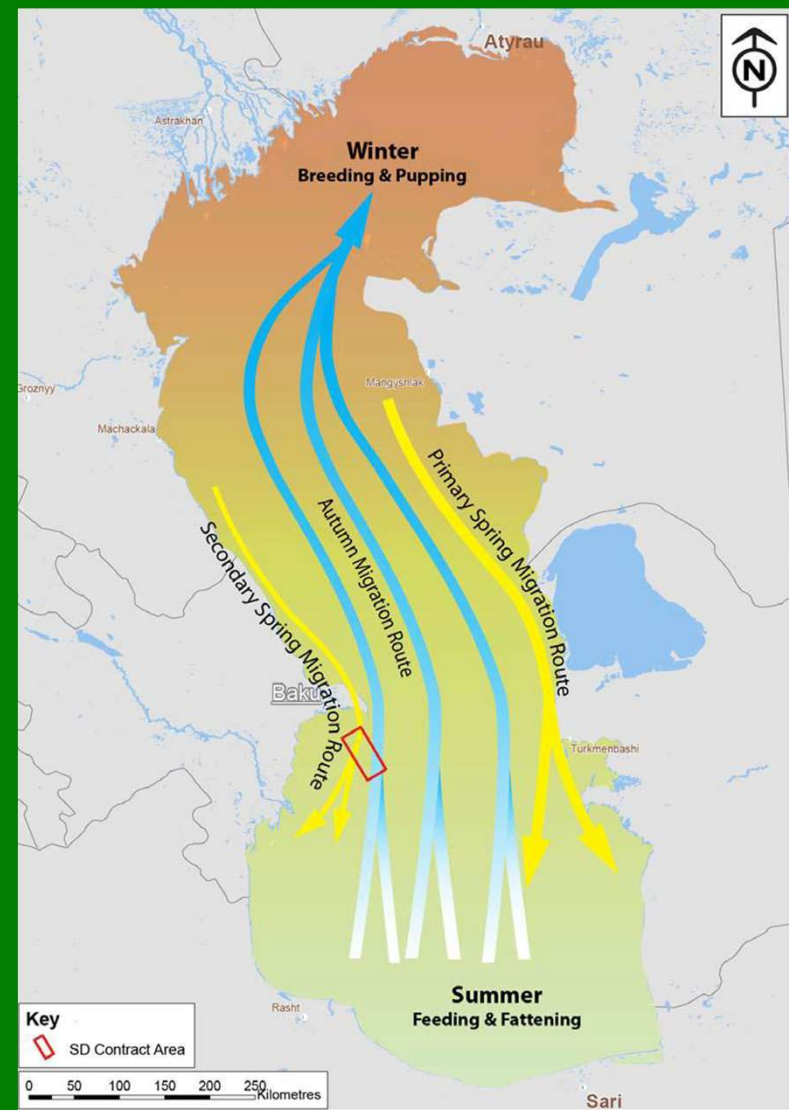 Atyrau
N
Astrakhan
Winter
Breeding & Pupping
Groznyy
Mangyshlak
Machackala
Primary Spring Migration Route
Autumn Migration Route
Secondary Spring Migration Route
Baku
Turkmenbashi
Summer
Feeding & Fattening
Rasht
Key
SD Contract Area
0 50 100 150 200 250
Kilometres
Sari